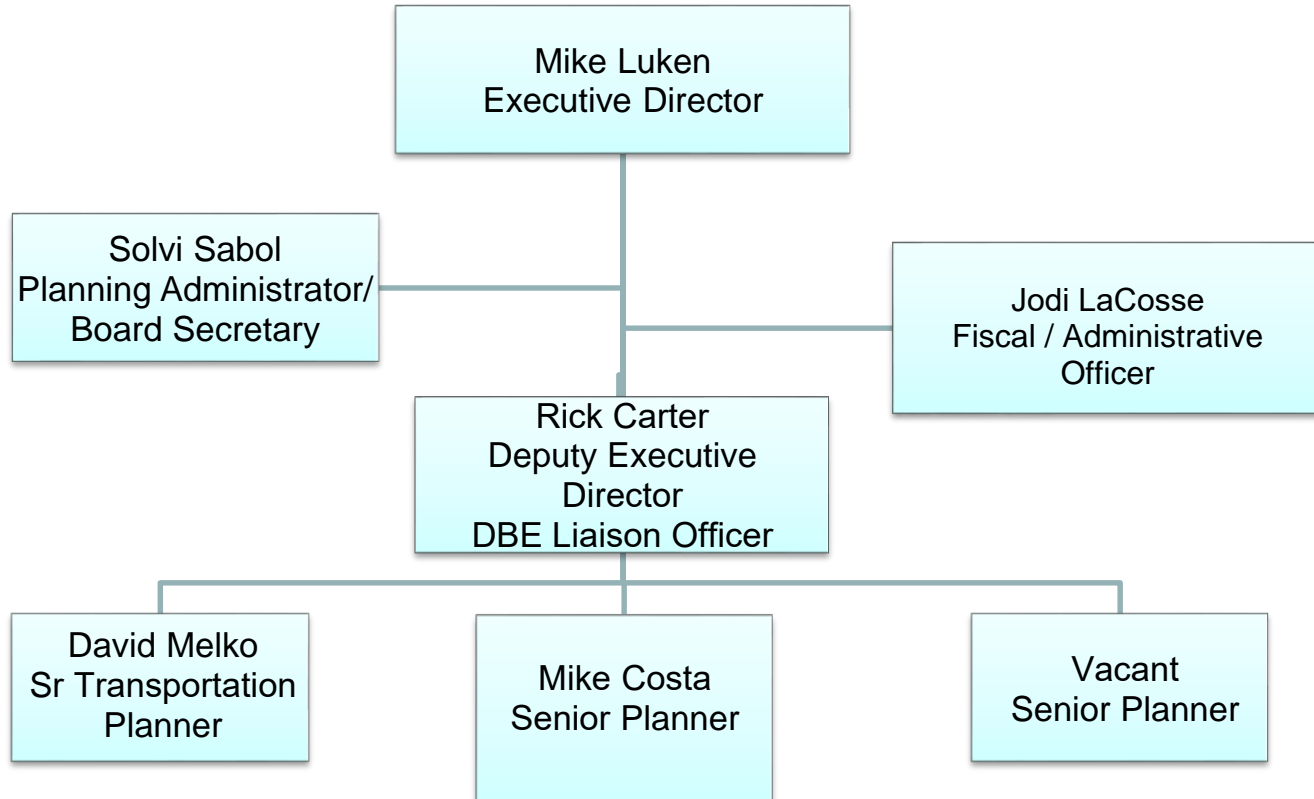 Mike Luken
Executive Director
Solvi Sabol
Planning Administrator/
Board Secretary
Jodi LaCosse
Fiscal / Administrative
Officer
Rick Carter
Deputy Executive
Director
DBE Liaison Officer
David Melko
Sr Transportation
Planner
Mike Costa
Senior Planner
Vacant
Senior Planner